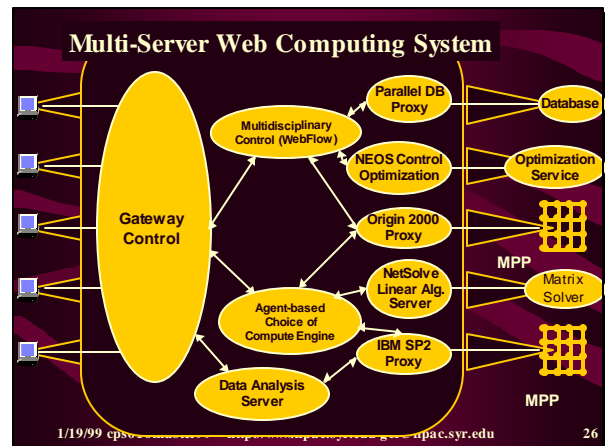 Multi-Server Web Computing System
Parallel DB
Proxy
Database
Multidisciplinary
Control (WebFlow)
NEOS Control
Optimization
Optimization
Service
Gateway
Control
Origin 2000
Proxy
MPP
NetSolve
Linear Alg.
Server
Matrix
Solver
Agent-based
Choice of
Compute Engine
IBM SP2
Proxy
Data Analysis
Server
MPP
1/19/99
.syr.edu
26